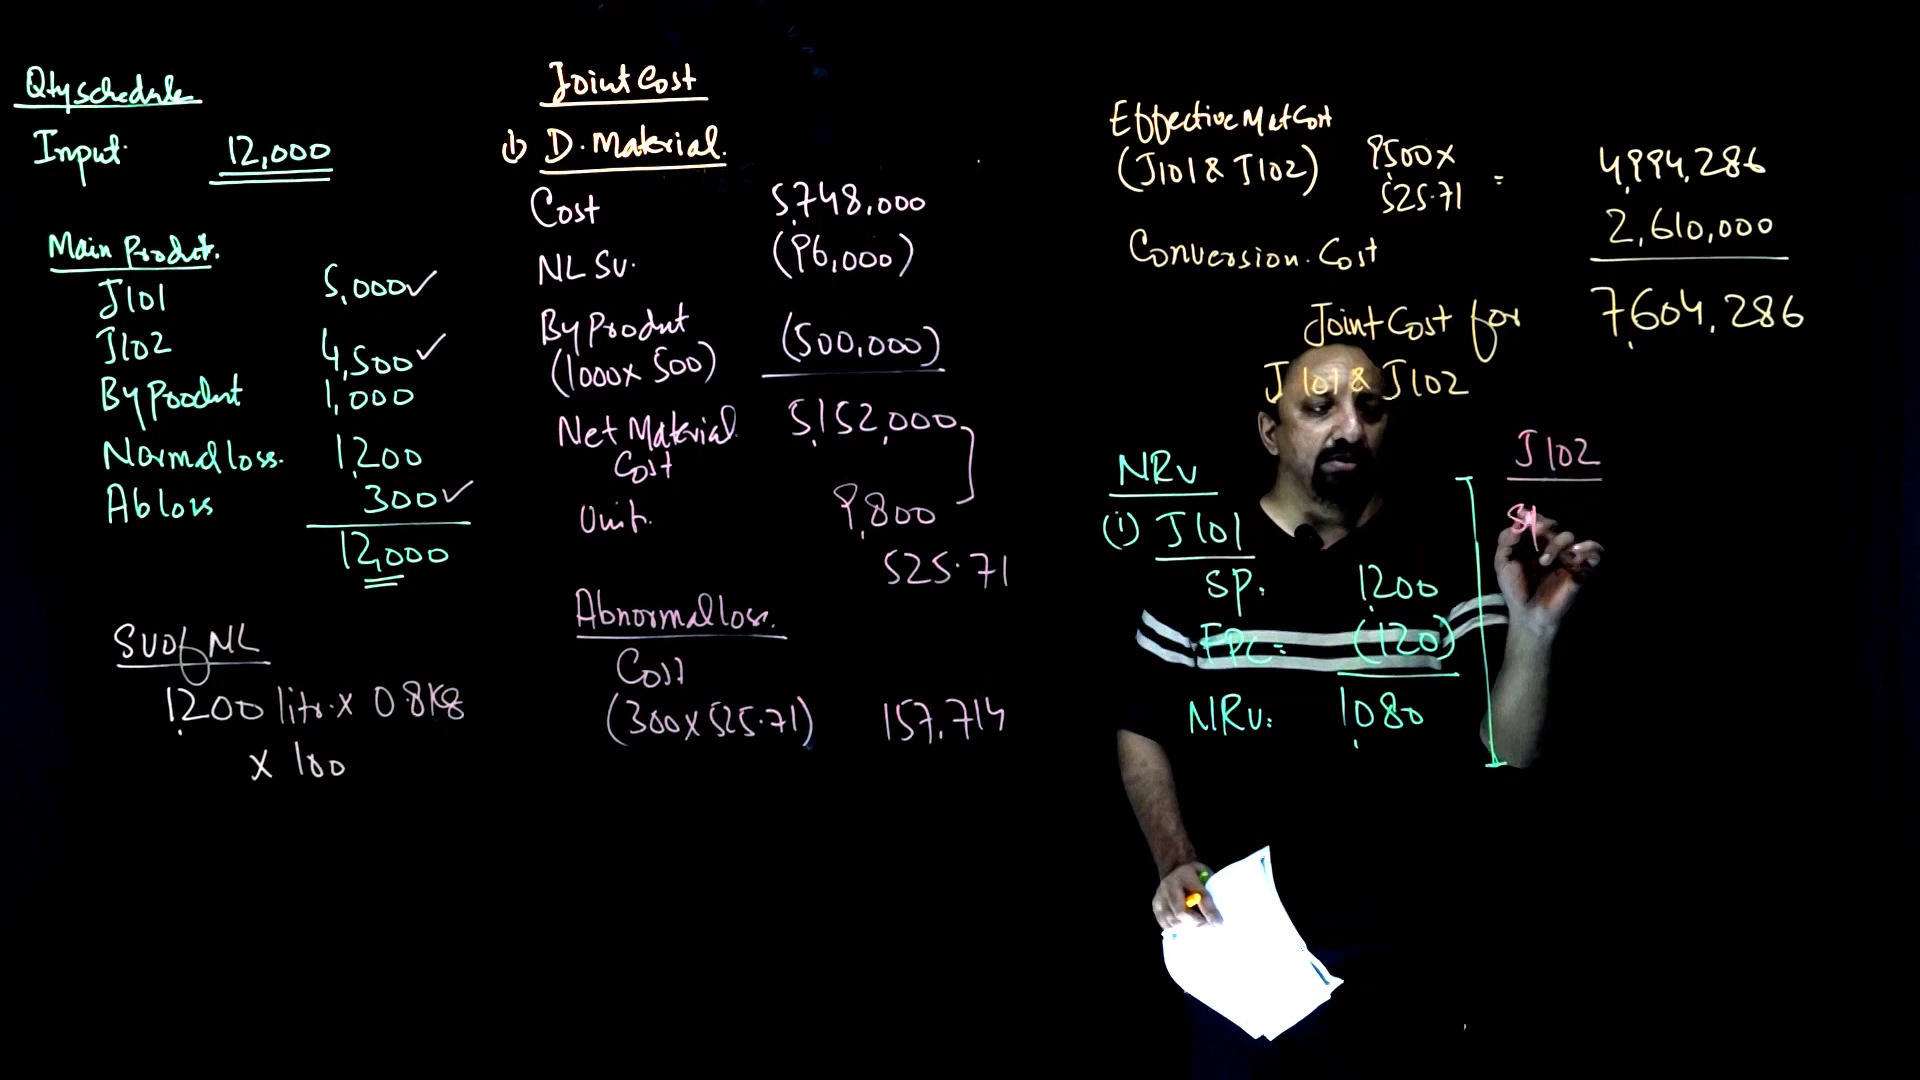 Qty schedule
Input 12,000
Main Product.
J101 5,000✓
J102 4,500✓
By Product 1,000
Normal loss. 1,200
Ab loss 300✓
12,000
SV of NL
1200 litr. x 0.8 Kg
x 100
Joint Cost
1) D. Material.
Cost 5,748,000
NL SV. (96,000)
By Product
(1000 x 500) (500,000)
Net Material 5,152,000
Cost
Unit. 9,800
525.71
Abnormal loss.
Cost
(300 x 525.71) 157,714
Effective Mat Cost
(J101 & J102) 9500 x 525.71 = 4,994,286
Conversion. Cost 2,610,000
Joint Cost for 7,604,286
J101 & J102
NRV
(i) J101
SP. 1200
FPC: (120)
NRV: 1,080
J102